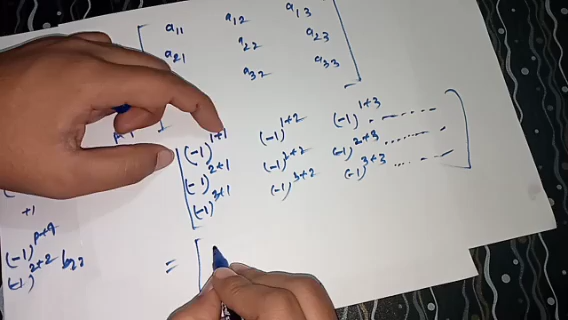 a₁₁ a₁₂ a₁₃
a₂₁ a₂₂ a₂₃
a₃₂ a₃₃
(-1)¹⁺¹ (-1)¹⁺² (-1)¹⁺³ . -----
(-1)²⁺¹ (-1)²⁺² (-1)²⁺³ ......
(-1)³⁺¹ (-1)³⁺² (-1)³⁺³ .... --
+1
(-1)ᵖ⁺q
(-1)²⁺²
= [